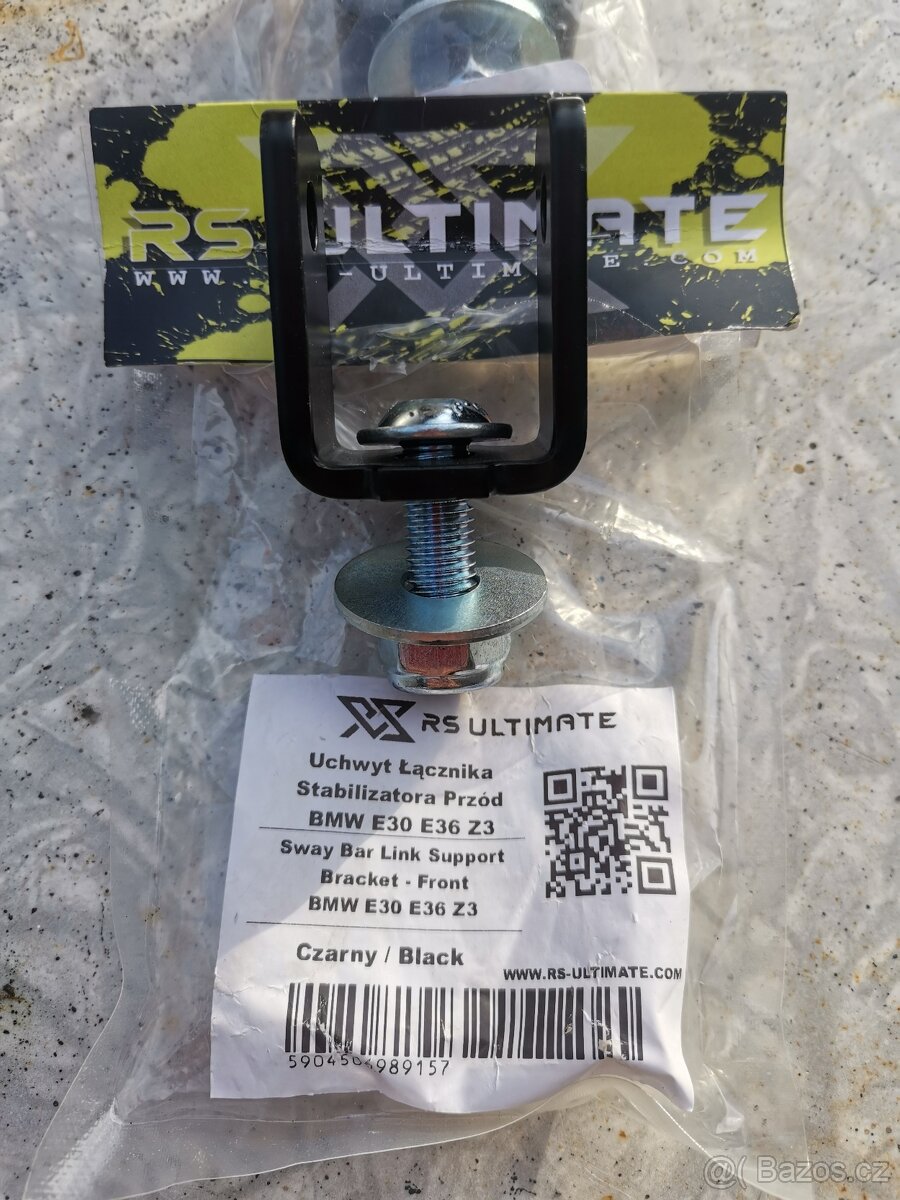 RS ULTIMATE
WWW -ULTIM E COM
RS ULTIMATE
Uchwyt Łącznika
Stabilizatora Przód
BMW E30 E36 Z3
Sway Bar Link Support
Bracket - Front
BMW E30 E36 Z3
Czarny / Black
WWW.RS-ULTIMATE.COM
5904504989157
@( Bazos.cz